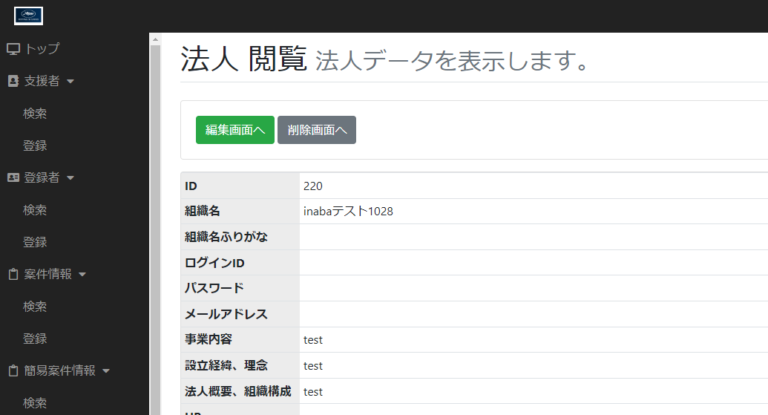 トップ
支援者
検索
登録
登録者
検索
登録
案件情報
検索
登録
簡易案件情報
検索
法人 閲覧 法人データを表示します。
編集画面へ 削除画面へ
ID 220
組織名 inabaテスト1028
組織名ふりがな
ログインID
パスワード
メールアドレス
事業内容 test
設立経緯、理念 test
法人概要、組織構成 test